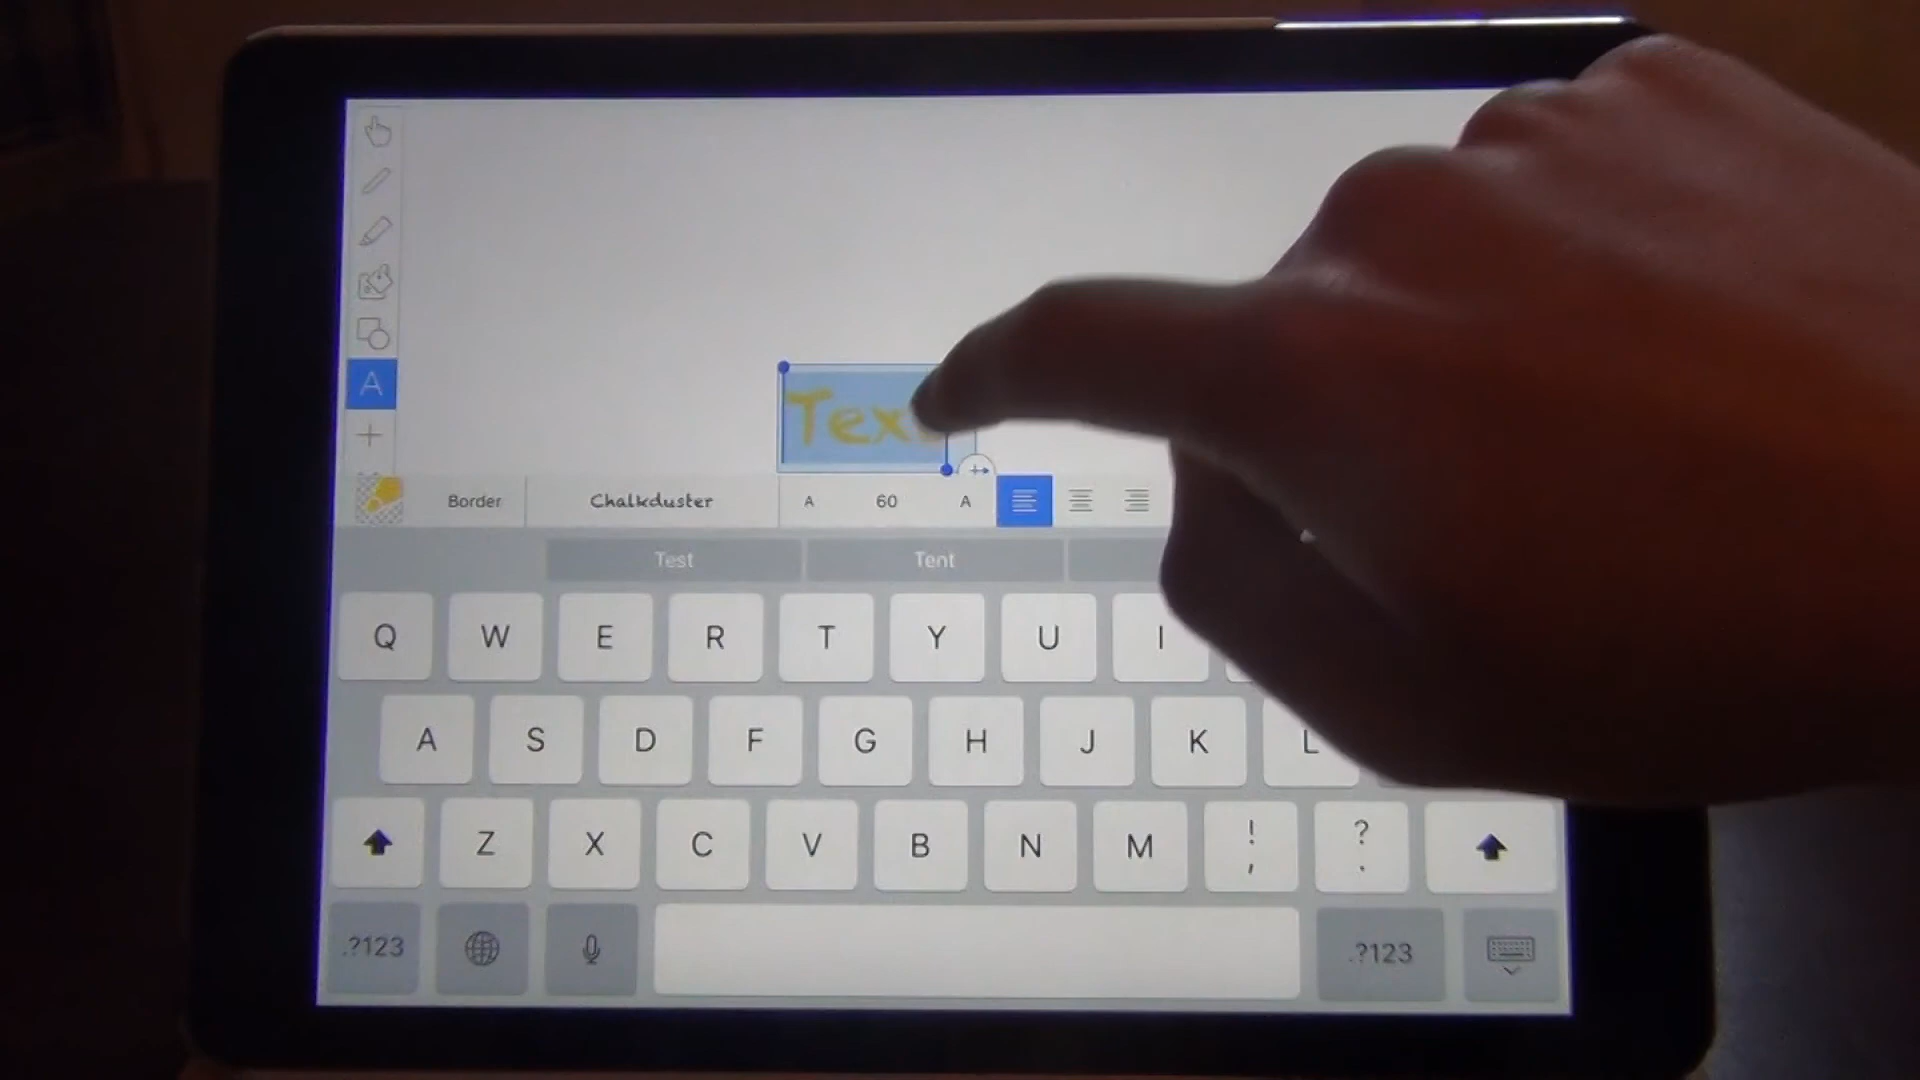 A
Text
Border Chalkduster A 60 A
Test Tent
Q W E R T Y U I
A S D F G H J K L
Z X C V B N M ! , ? .
.?123 .?123